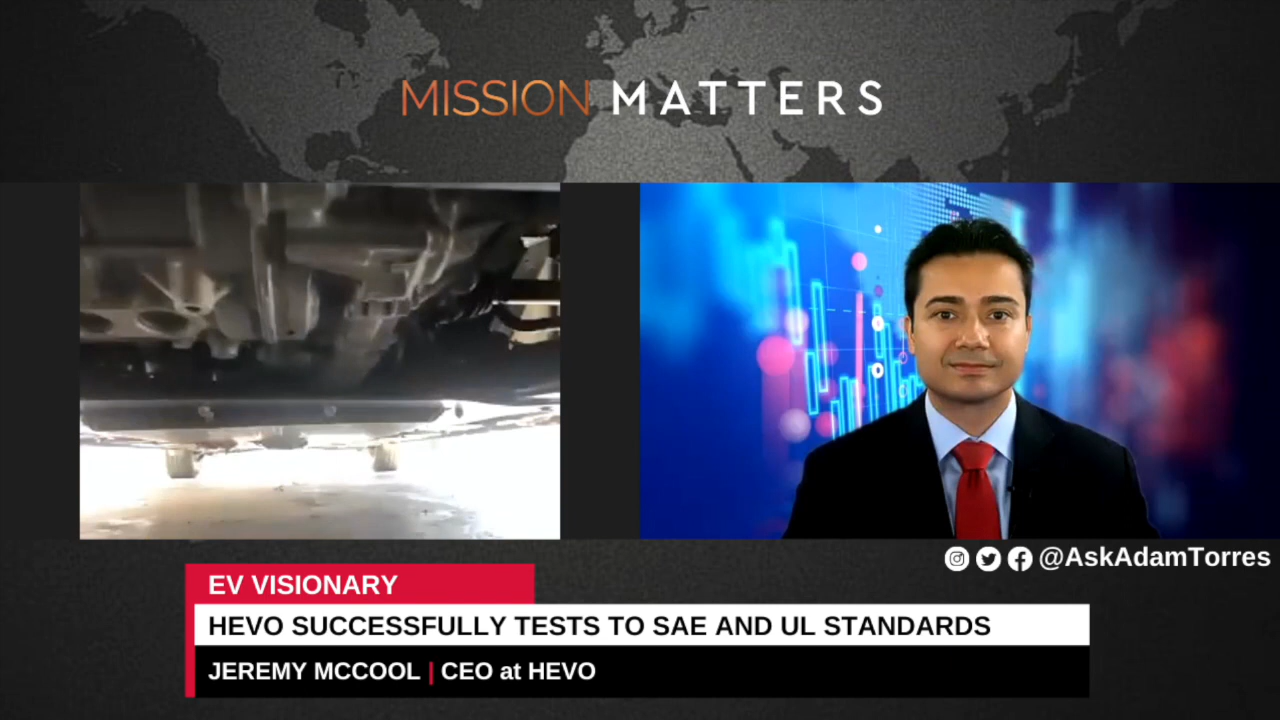 MISSION MATTERS
@AskAdamTorres
EV VISIONARY
HEVO SUCCESSFULLY TESTS TO SAE AND UL STANDARDS
JEREMY MCCOOL | CEO at HEVO